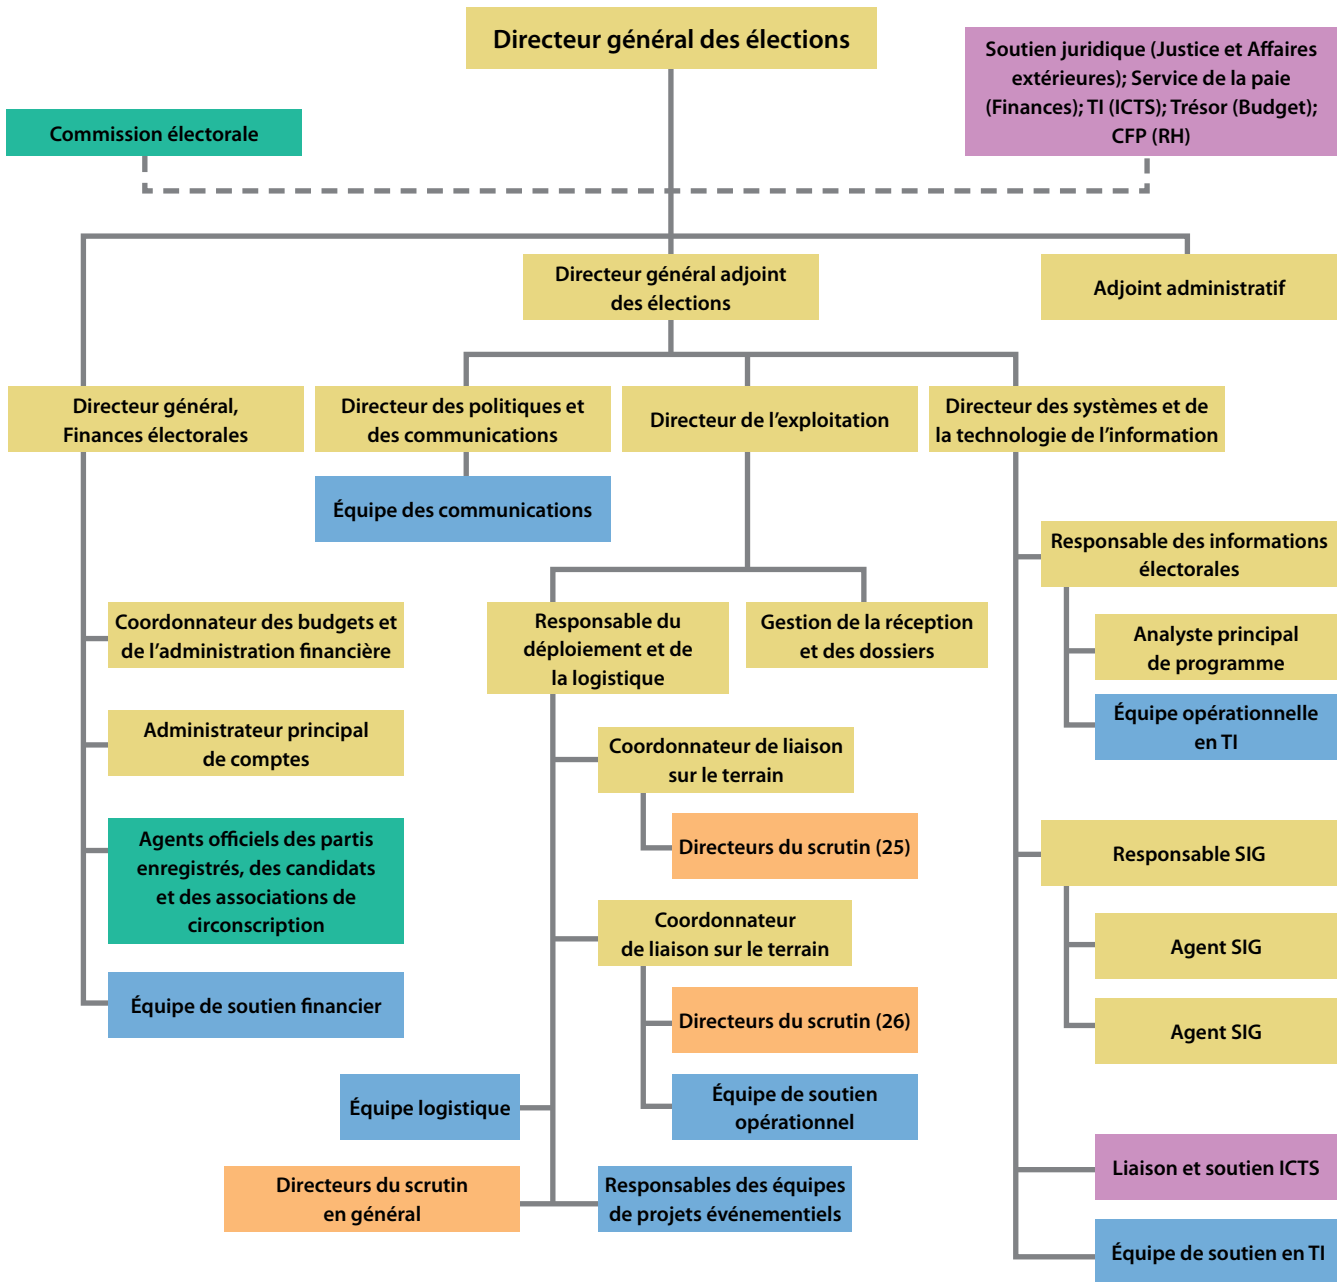 Directeur général des élections
Soutien juridique (Justice et Affaires
extérieures); Service de la paie
(Finances); TI (ICTS); Trésor (Budget);
CFP (RH)
Commission électorale
Directeur général adjoint
des élections
Adjoint administratif
Directeur général,
Finances électorales
Directeur des politiques et
des communications
Directeur de l’exploitation
Directeur des systèmes et de
la technologie de l’information
Équipe des communications
Coordonnateur des budgets et
de l’administration financière
Administrateur principal
de comptes
Agents officiels des partis
enregistrés, des candidats
et des associations de
circonscription
Équipe de soutien financier
Responsable du
déploiement et de
la logistique
Gestion de la réception
et des dossiers
Coordonnateur de liaison
sur le terrain
Directeurs du scrutin (25)
Coordonnateur
de liaison sur le terrain
Directeurs du scrutin (26)
Équipe de soutien
opérationnel
Équipe logistique
Directeurs du scrutin
en général
Responsables des équipes
de projets événementiels
Responsable des informations
électorales
Analyste principal
de programme
Équipe opérationnelle
en TI
Responsable SIG
Agent SIG
Agent SIG
Liaison et soutien ICTS
Équipe de soutien en TI